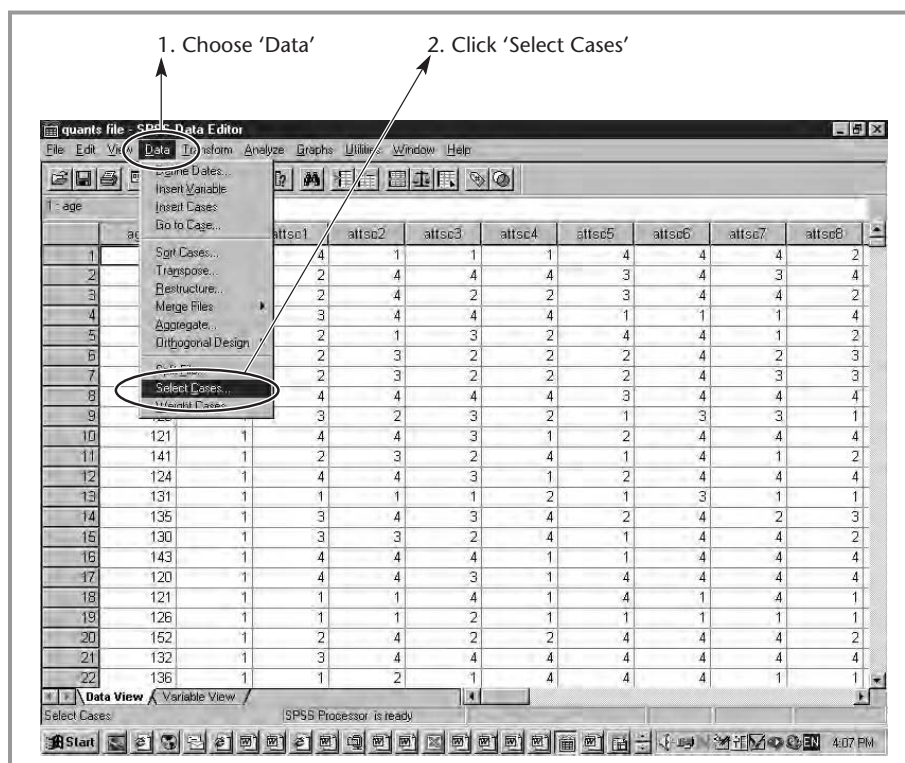 1. Choose ‘Data’ 2. Click ‘Select Cases’
quants file - SPSS Data Editor
File Edit View Data Transform Analyze Graphs Utilities Window Help
Define Dates...
Insert Variable
1 : age Insert Cases
Go to Case...
attsc1 attsc2 attsc3 attsc4 attsc5 attsc6 attsc7 attsc8
1 Sort Cases... 4 1 1 1 4 4 4 2
2 Transpose... 2 4 4 4 3 4 3 4
3 Restructure... 2 4 2 2 3 4 4 2
4 Merge Files 3 4 4 4 1 1 1 4
Aggregate...
5 Orthogonal Design 2 1 3 2 4 4 1 2
6 2 3 2 2 2 4 2 3
Split File...
7 2 3 2 2 2 4 3 3
8 Select Cases... 4 4 4 4 3 4 4 4
Weight Cases...
9 3 2 3 2 1 3 3 1
10 121 1 4 4 3 1 2 4 4 4
11 141 1 2 3 2 4 1 4 1 2
12 124 1 4 4 3 1 2 4 4 4
13 131 1 1 1 1 2 1 3 1 1
14 135 1 3 4 3 4 2 4 2 3
15 130 1 3 3 2 4 1 4 4 2
16 143 1 4 4 4 1 1 4 4 4
17 120 1 4 4 3 1 4 4 4 4
18 121 1 1 1 4 1 4 1 4 1
19 126 1 1 1 2 1 1 1 1 1
20 152 1 2 4 2 2 4 4 4 2
21 132 1 3 4 4 4 4 4 4 4
22 136 1 1 2 1 4 4 4 1 1
Data View Variable View
Select Cases SPSS Processor is ready
Start EN 4:07 PM